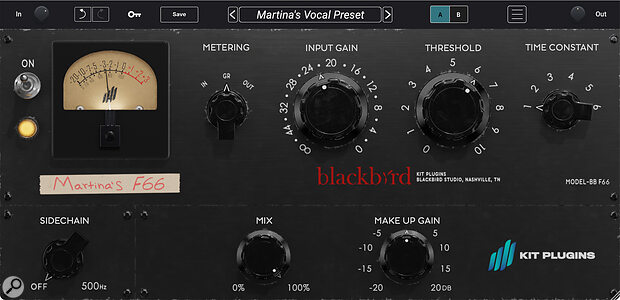 In
Save
Martina's Vocal Preset
A B
Out
METERING
INPUT GAIN
THRESHOLD
TIME CONSTANT
ON
IN GR OUT
∞ 44 • 32 • 28 • 24 • 20 • 16 • 12 • 8 • 4 • 0
0 1 2 3 4 5 6 7 8 9 10
1 2 3 4 5 6
Martina's F66
blackbyrd
KIT PLUGINS
BLACKBIRD STUDIO, NASHVILLE, TN
MODEL-BB F66
SIDECHAIN
MIX
MAKE UP GAIN
OFF 500Hz
0% 100%
-20 -15 -10 -5 5 10 15 20DB
KIT PLUGINS